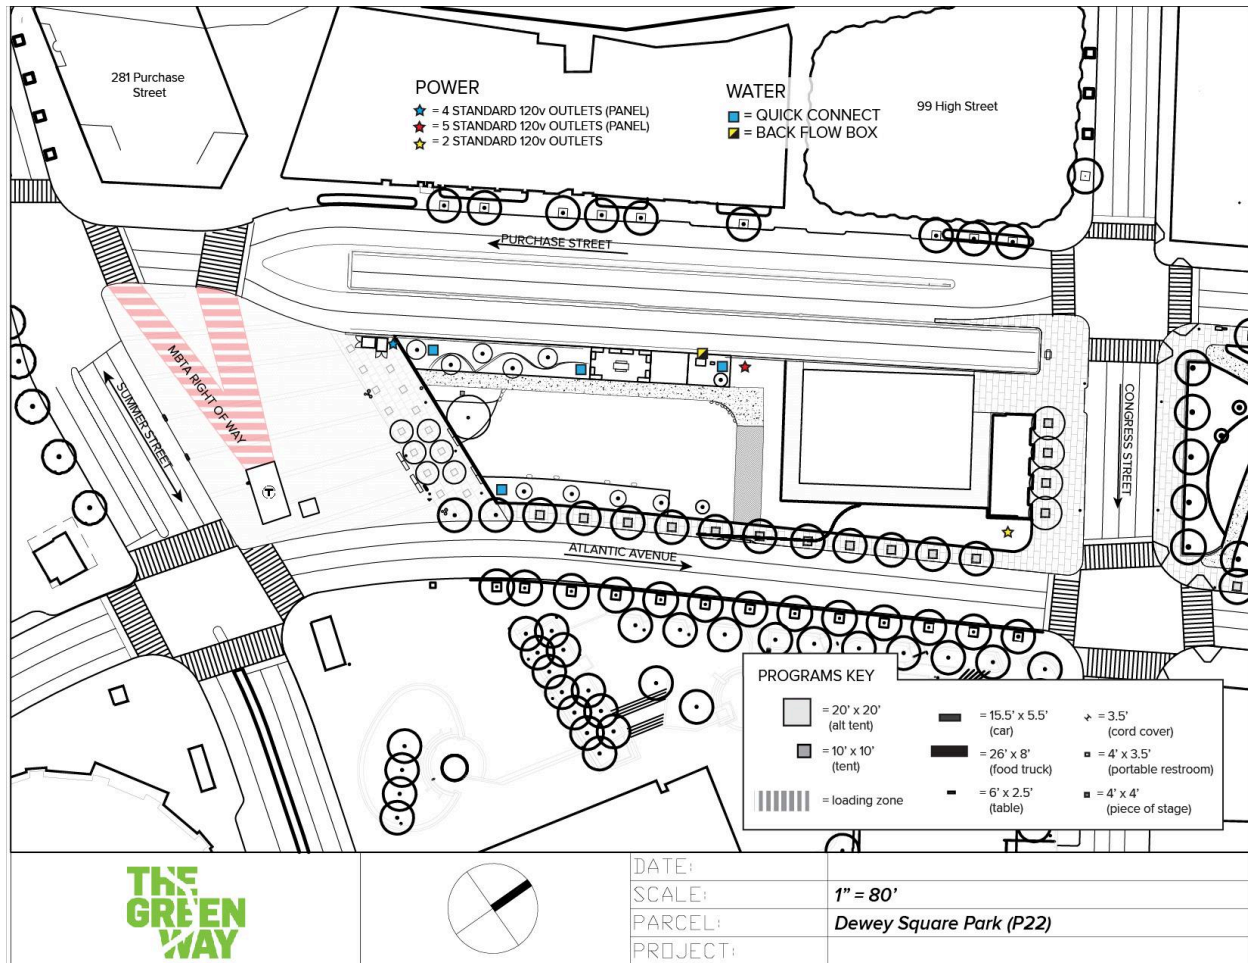 281 Purchase
Street
POWER
= 4 STANDARD 120v OUTLETS (PANEL)
= 5 STANDARD 120v OUTLETS (PANEL)
= 2 STANDARD 120v OUTLETS
WATER
= QUICK CONNECT
= BACK FLOW BOX
99 High Street
PURCHASE STREET
MBTA RIGHT OF WAY
SUMMER STREET
T
CONGRESS STREET
ATLANTIC AVENUE
PROGRAMS KEY
= 20' x 20'
(alt tent)
= 10' x 10'
(tent)
= loading zone
= 15.5' x 5.5'
(car)
= 26' x 8'
(food truck)
= 6' x 2.5'
(table)
= 3.5'
(cord cover)
= 4' x 3.5'
(portable restroom)
= 4' x 4'
(piece of stage)
THE
GREEN
WAY
DATE:
SCALE: 1" = 80'
PARCEL: Dewey Square Park (P22)
PROJECT: